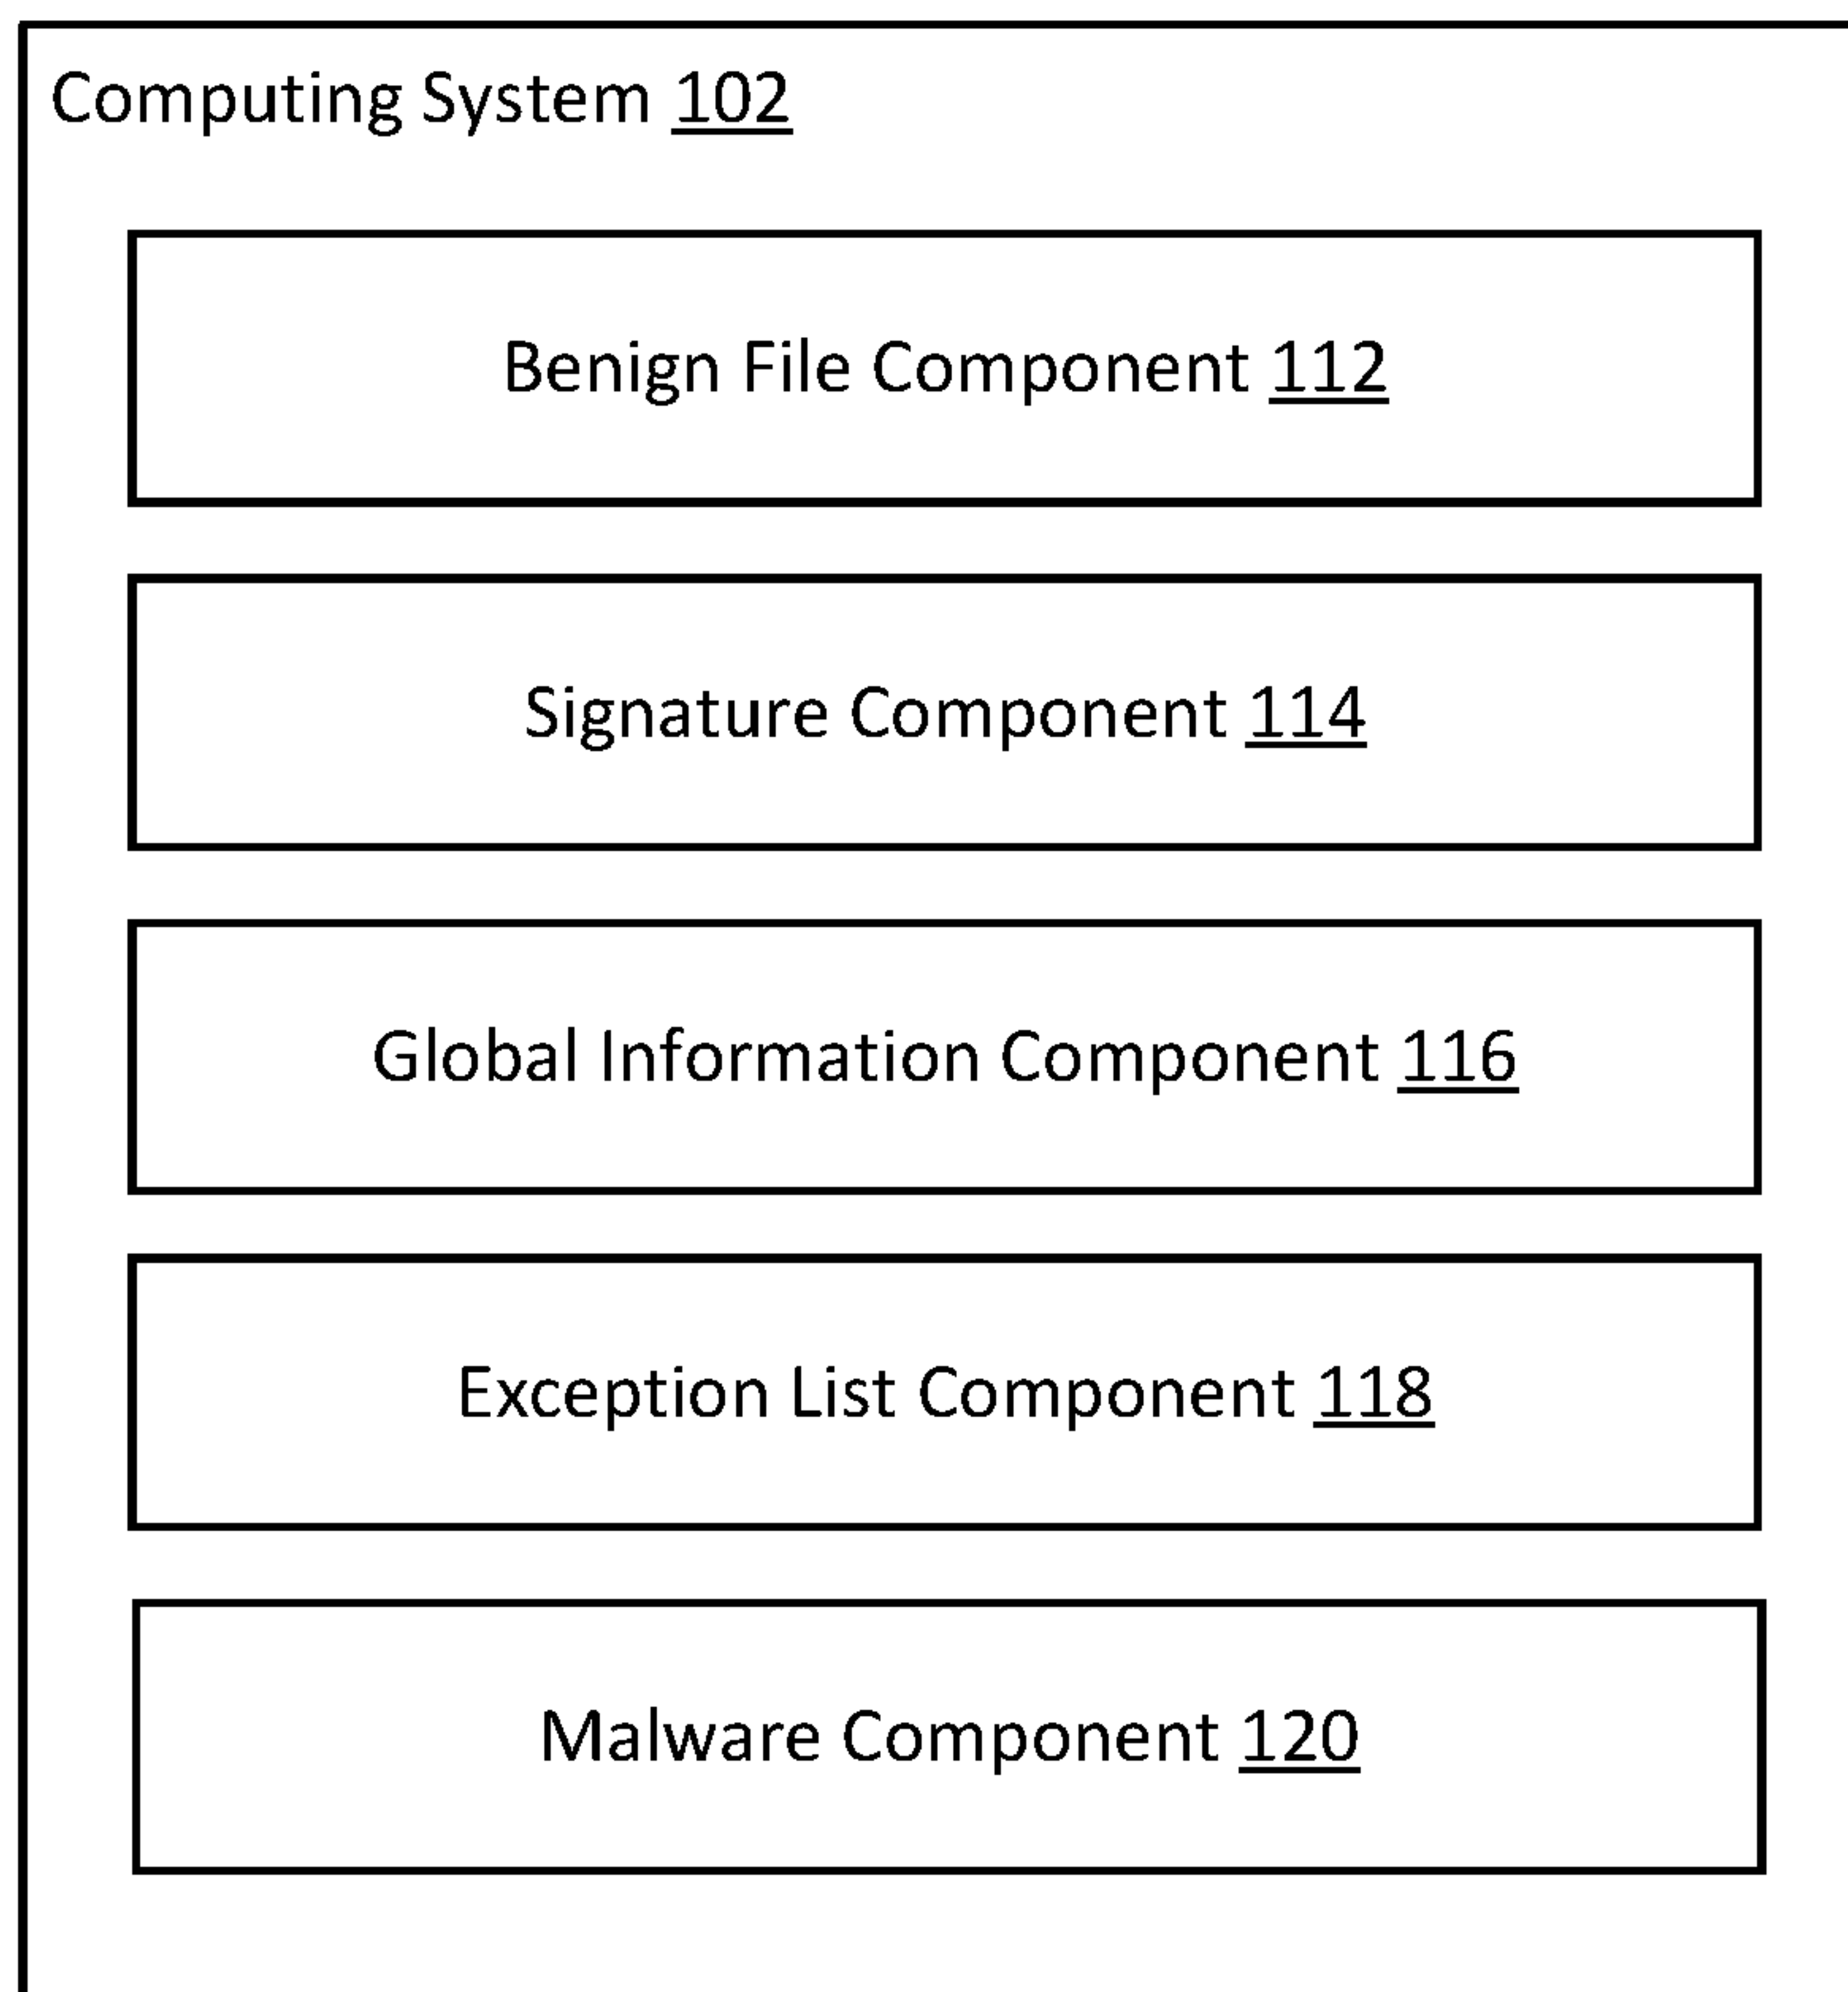 Computing System 102
Benign File Component 112
Signature Component 114
Global Information Component 116
Exception List Component 118
Malware Component 120